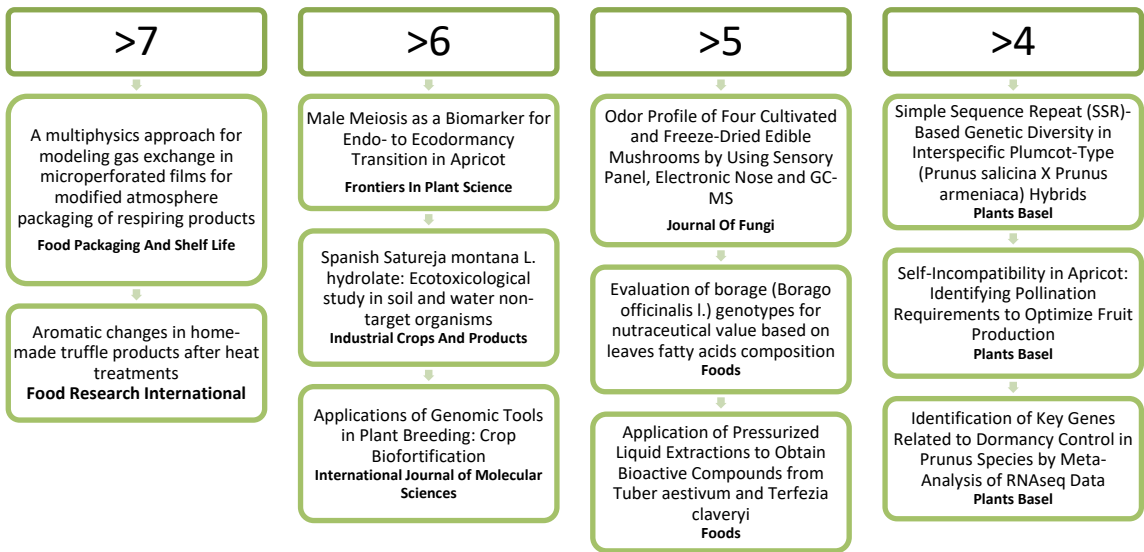 >7
A multiphysics approach for
modeling gas exchange in
microperforated films for
modified atmosphere
packaging of respiring products
Food Packaging And Shelf Life
Aromatic changes in home-
made truffle products after heat
treatments
Food Research International
>6
Male Meiosis as a Biomarker for
Endo- to Ecodormancy
Transition in Apricot
Frontiers In Plant Science
Spanish Satureja montana L.
hydrolate: Ecotoxicological
study in soil and water non-
target organisms
Industrial Crops And Products
Applications of Genomic Tools
in Plant Breeding: Crop
Biofortification
International Journal of Molecular
Sciences
>5
Odor Profile of Four Cultivated
and Freeze-Dried Edible
Mushrooms by Using Sensory
Panel, Electronic Nose and GC-
MS
Journal Of Fungi
Evaluation of borage (Borago
officinalis l.) genotypes for
nutraceutical value based on
leaves fatty acids composition
Foods
Application of Pressurized
Liquid Extractions to Obtain
Bioactive Compounds from
Tuber aestivum and Terfezia
claveryi
Foods
>4
Simple Sequence Repeat (SSR)-
Based Genetic Diversity in
Interspecific Plumcot-Type
(Prunus salicina X Prunus
armeniaca) Hybrids
Plants Basel
Self-Incompatibility in Apricot:
Identifying Pollination
Requirements to Optimize Fruit
Production
Plants Basel
Identification of Key Genes
Related to Dormancy Control in
Prunus Species by Meta-
Analysis of RNAseq Data
Plants Basel